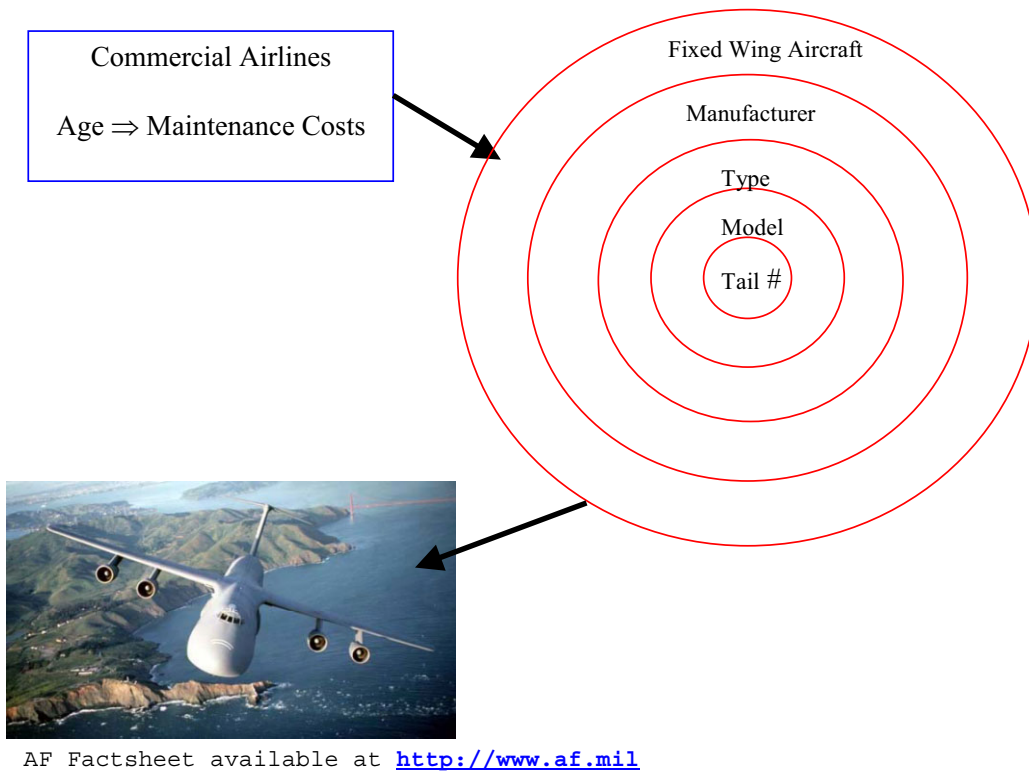 Commercial Airlines
Age ⇒ Maintenance Costs
Fixed Wing Aircraft
Manufacturer
Type
Model
Tail #
AF Factsheet available at http://www.af.mil